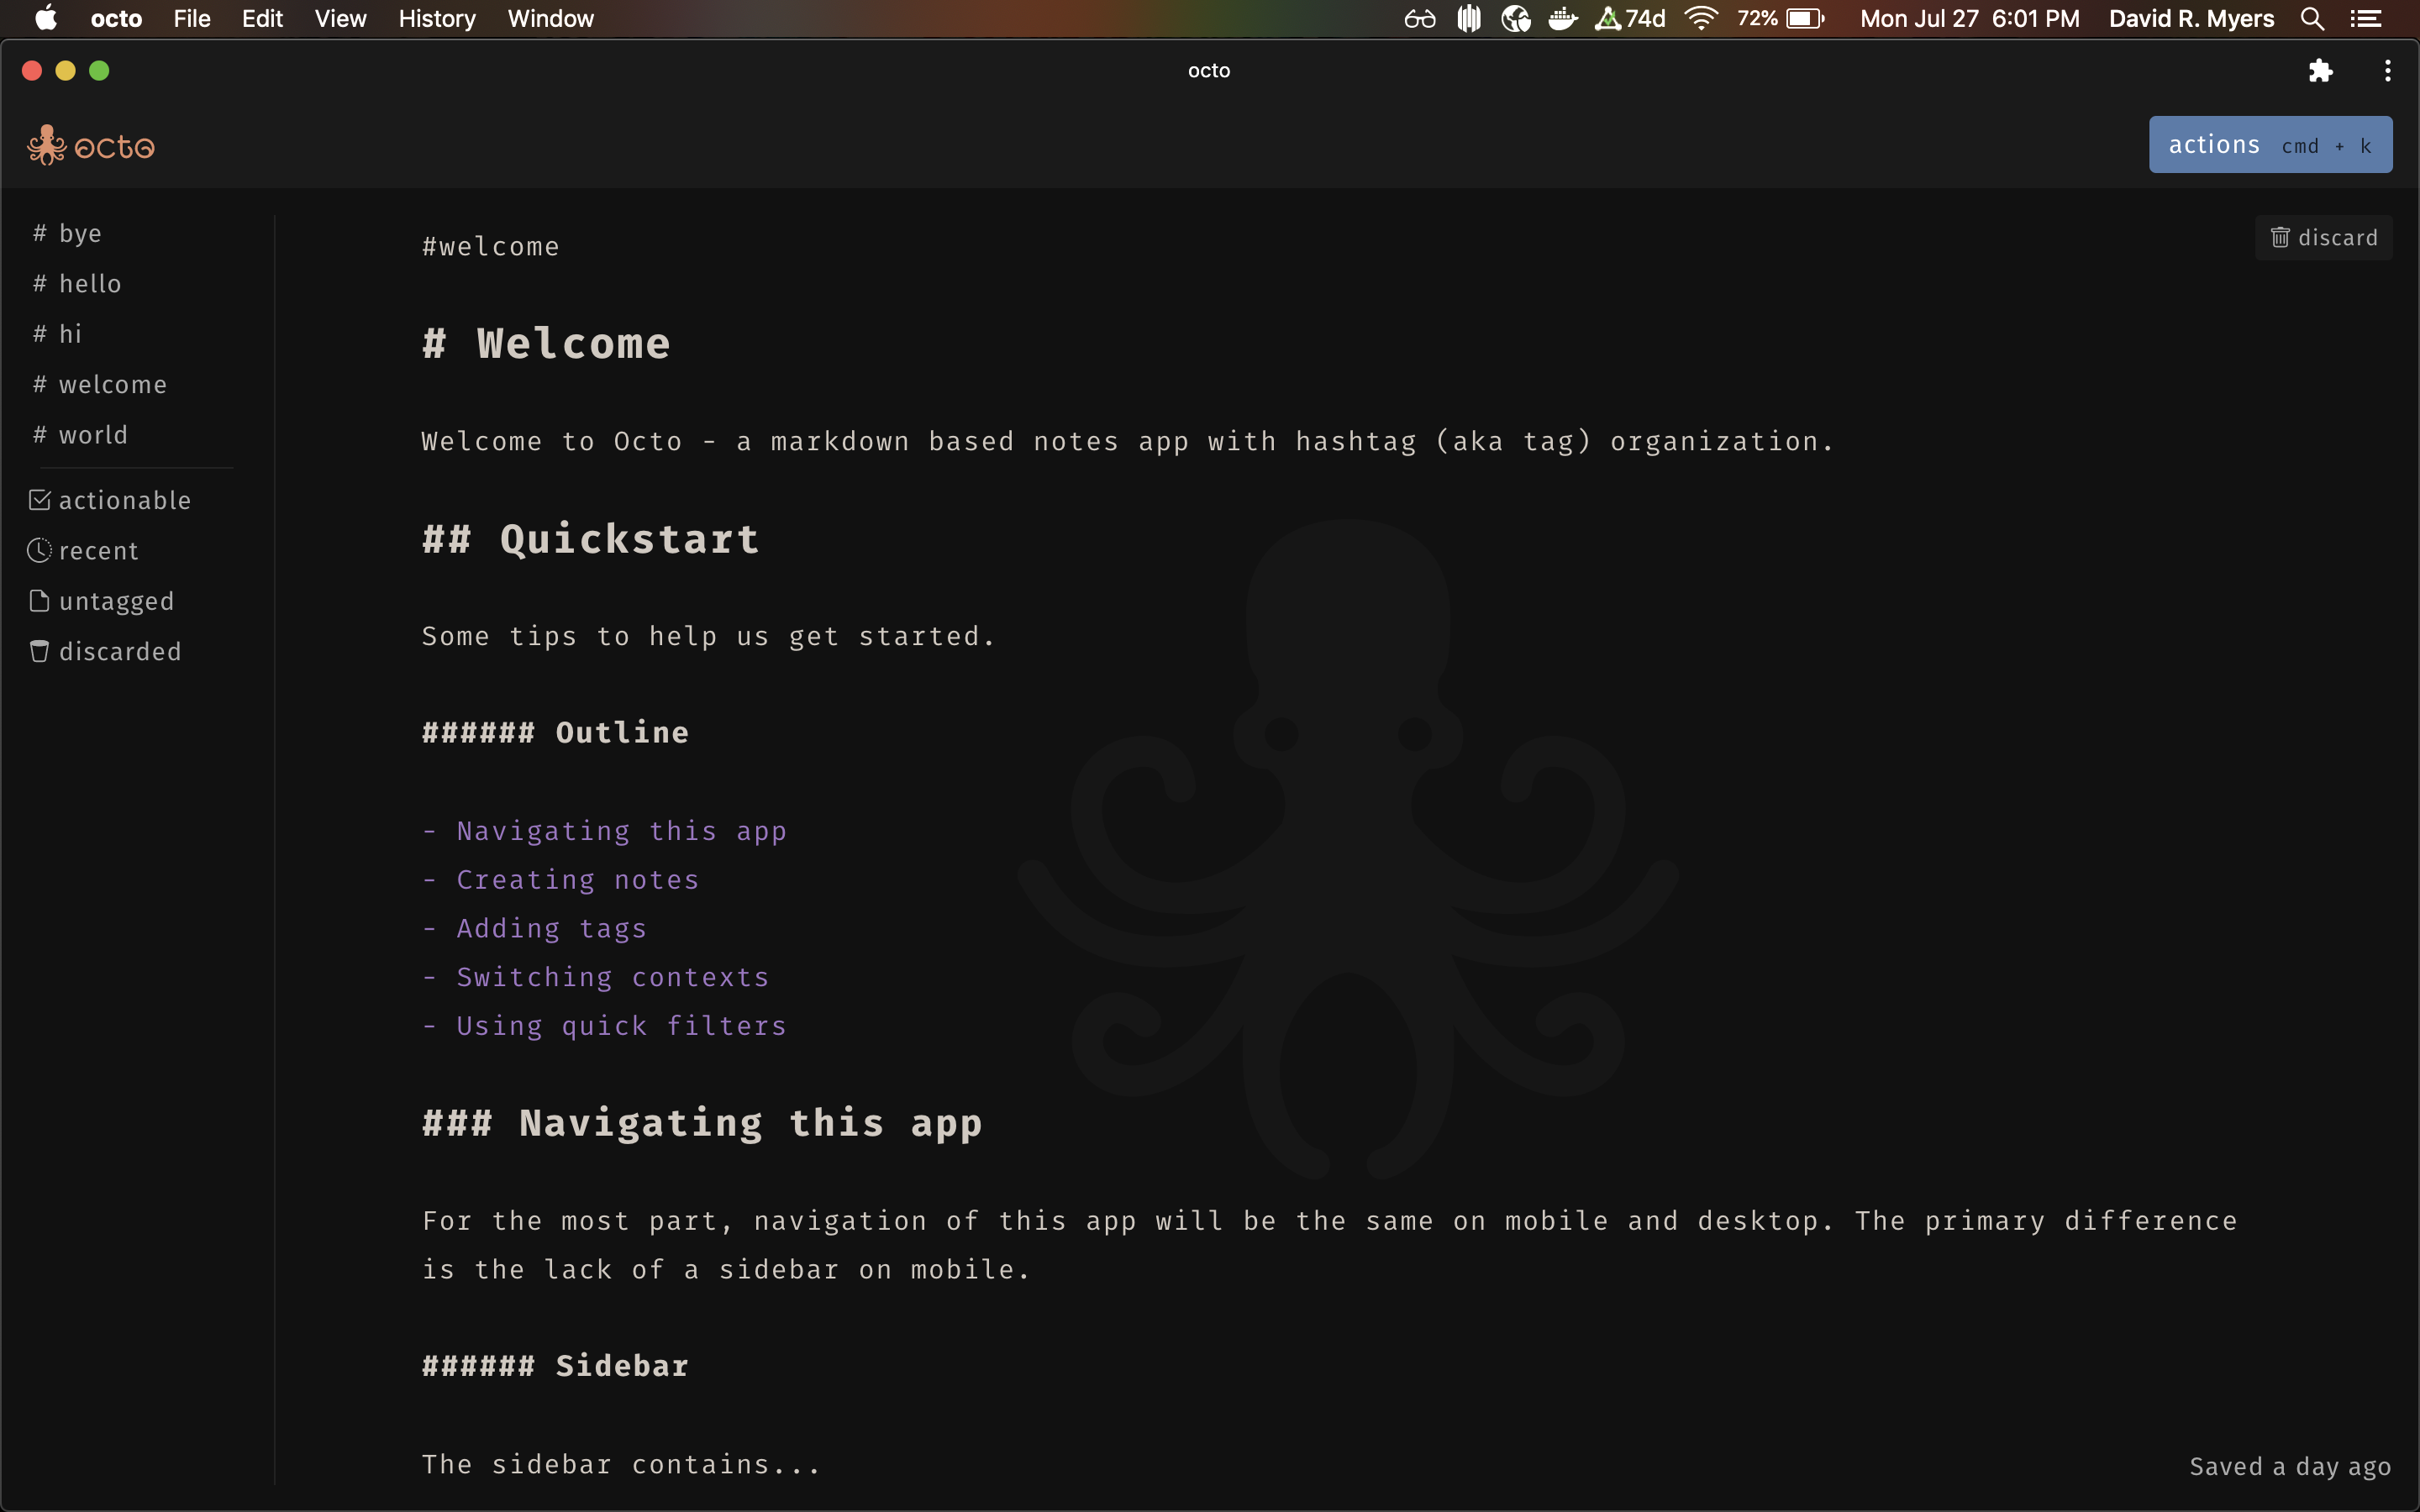 octo File Edit View History Window 74d 72% Mon Jul 27 6:01 PM David R. Myers
octo
octo
actions cmd + k
# bye
# hello
# hi
# welcome
# world
actionable
recent
untagged
discarded
discard
#welcome
# Welcome
Welcome to Octo - a markdown based notes app with hashtag (aka tag) organization.
## Quickstart
Some tips to help us get started.
###### Outline
- Navigating this app
- Creating notes
- Adding tags
- Switching contexts
- Using quick filters
### Navigating this app
For the most part, navigation of this app will be the same on mobile and desktop. The primary difference
is the lack of a sidebar on mobile.
###### Sidebar
The sidebar contains...
Saved a day ago